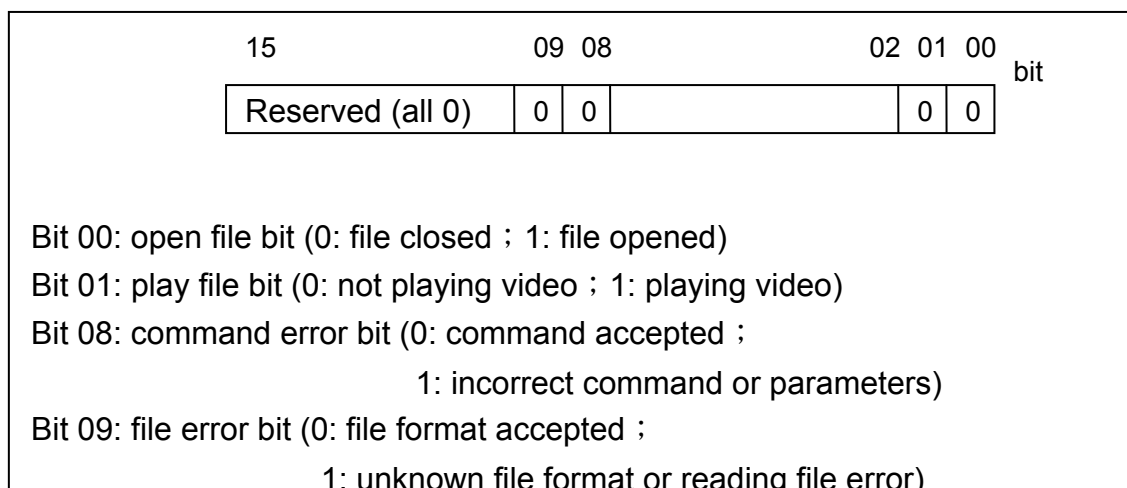 15 09 08 02 01 00
bit
Reserved (all 0) 0 0 0 0
Bit 00: open file bit (0: file closed；1: file opened)
Bit 01: play file bit (0: not playing video；1: playing video)
Bit 08: command error bit (0: command accepted；
1: incorrect command or parameters)
Bit 09: file error bit (0: file format accepted；
1: unknown file format or reading file error)